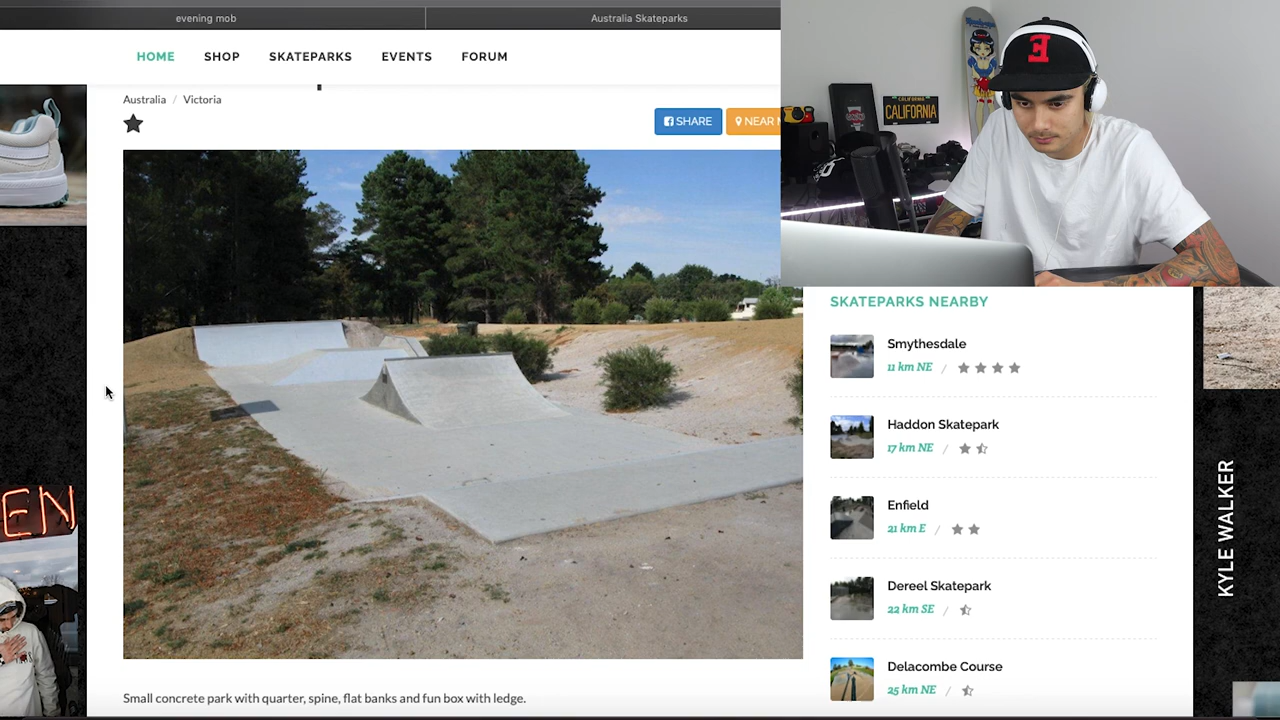 evening mob
Australia Skateparks
HOME
SHOP
SKATEPARKS
EVENTS
FORUM
Australia / Victoria
SHARE
NEAR
CALIFORNIA
CALIFORNIA
SKATEPARKS NEARBY
Smythesdale
11 km NE /
Haddon Skatepark
17 km NE /
Enfield
21 km E /
Dereel Skatepark
22 km SE /
Delacombe Course
25 km NE /
KYLE WALKER
EN
Small concrete park with quarter, spine, flat banks and fun box with ledge.